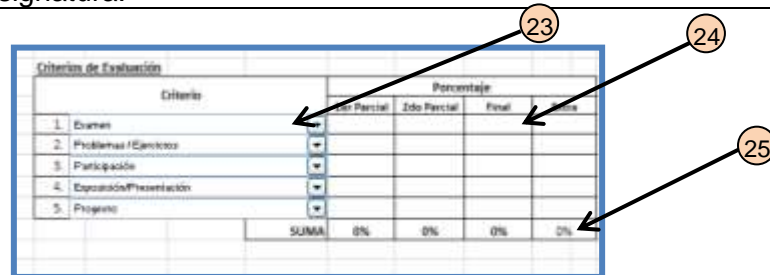 signatura.
23
24
25
Criterios de Evaluación
Criterio
Porcentaje
1er Parcial 2do Parcial Final Extra
1. Examen
2. Problemas / Ejercicios
3. Participación
4. Exposición/Presentación
5. Proyecto
SUMA 0% 0% 0% 0%